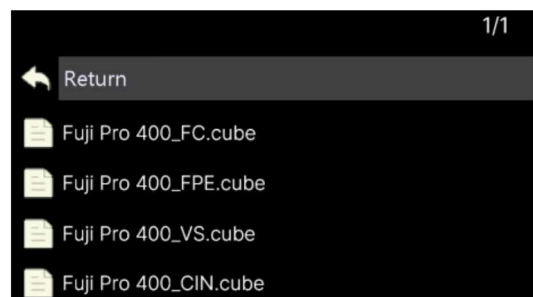 1/1
Return
Fuji Pro 400_FC.cube
Fuji Pro 400_FPE.cube
Fuji Pro 400_VS.cube
Fuji Pro 400_CIN.cube